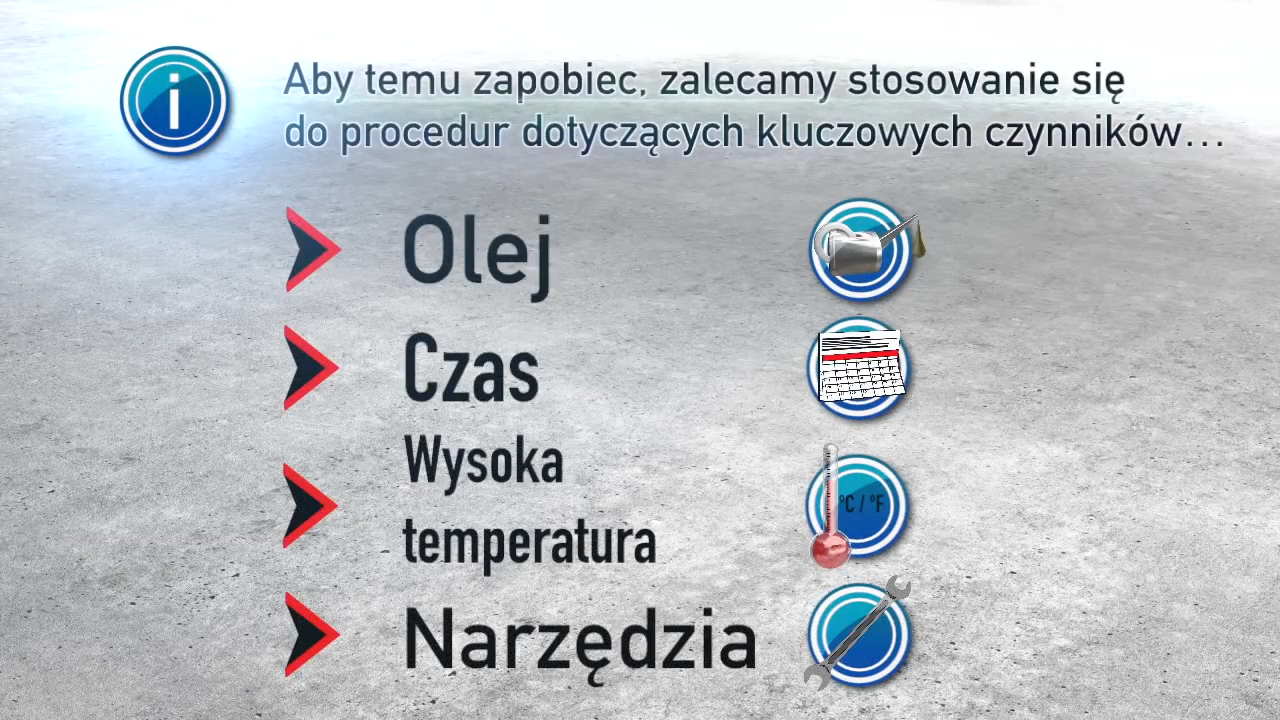 i
Aby temu zapobiec, zalecamy stosowanie się
do procedur dotyczących kluczowych czynników...
Olej
Czas
Wysoka
temperatura
°C / °F
Narzędzia